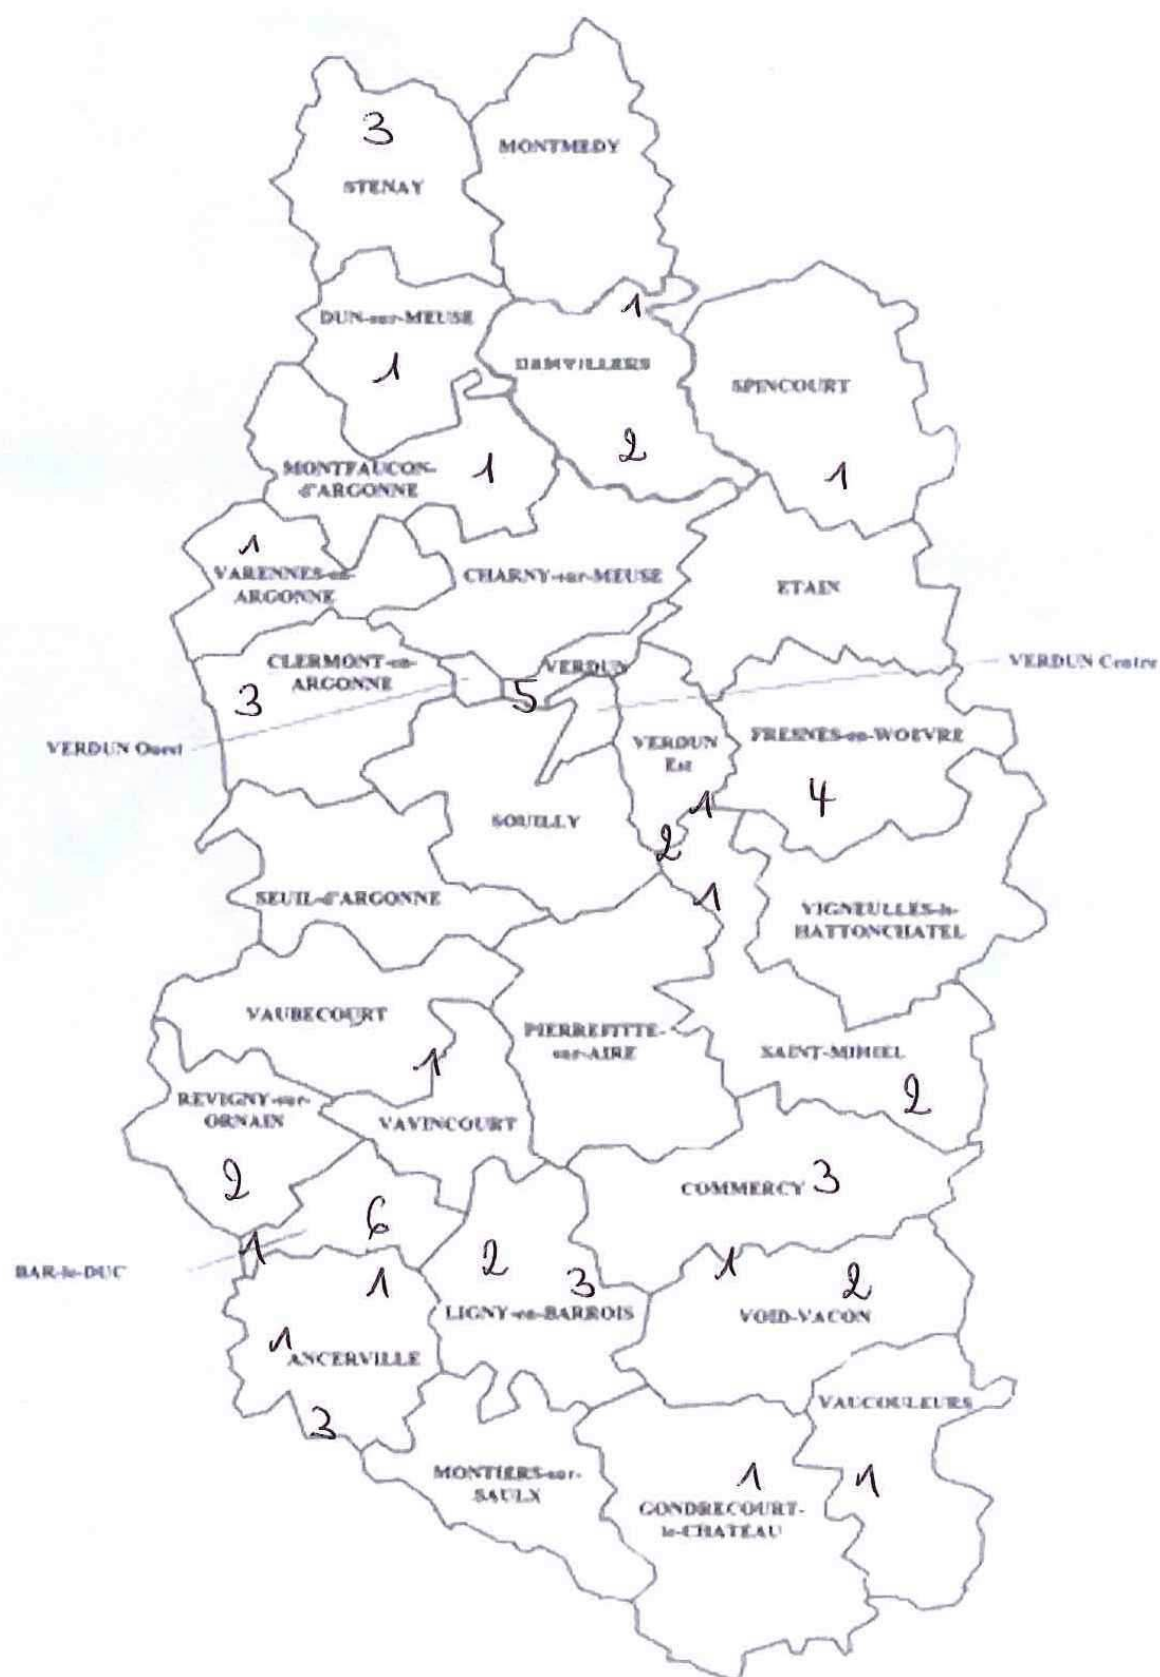 3
MONTMEDY
STENAY
1
DUN-sur-MEUSE
DAMVILLERS
1
SPINCOURT
2
MONTFAUCON-
d'ARGONNE
1
1
1
VARENNES-en-
ARGONNE
CHARNY-sur-MEUSE
ETAIN
CLERMONT-en-
ARGONNE
VERDUN
VERDUN Centre
3
5
VERDUN Ouest
VERDUN
Est
FRESNES-en-WOEVRE
4
1
SOUILLY
2
SEUIL-d'ARGONNE
1
VIGNEULLES-le-
HATTONCHATEL
VAUBECOURT
PIERREFITTE-
sur-AIRE
SAINT-MIHIEL
1
2
REVIGNY-sur-
ORNAIN
VAVINCOURT
2
COMMERCY 3
6
1
BAR-le-DUC
2
1
1
3
2
LIGNY-en-BARROIS
VOID-VACON
1
ANCERVILLE
VAUCOULEURS
3
MONTIERS-sur-
SAULX
1
1
GONDRECOURT-
le-CHATEAU